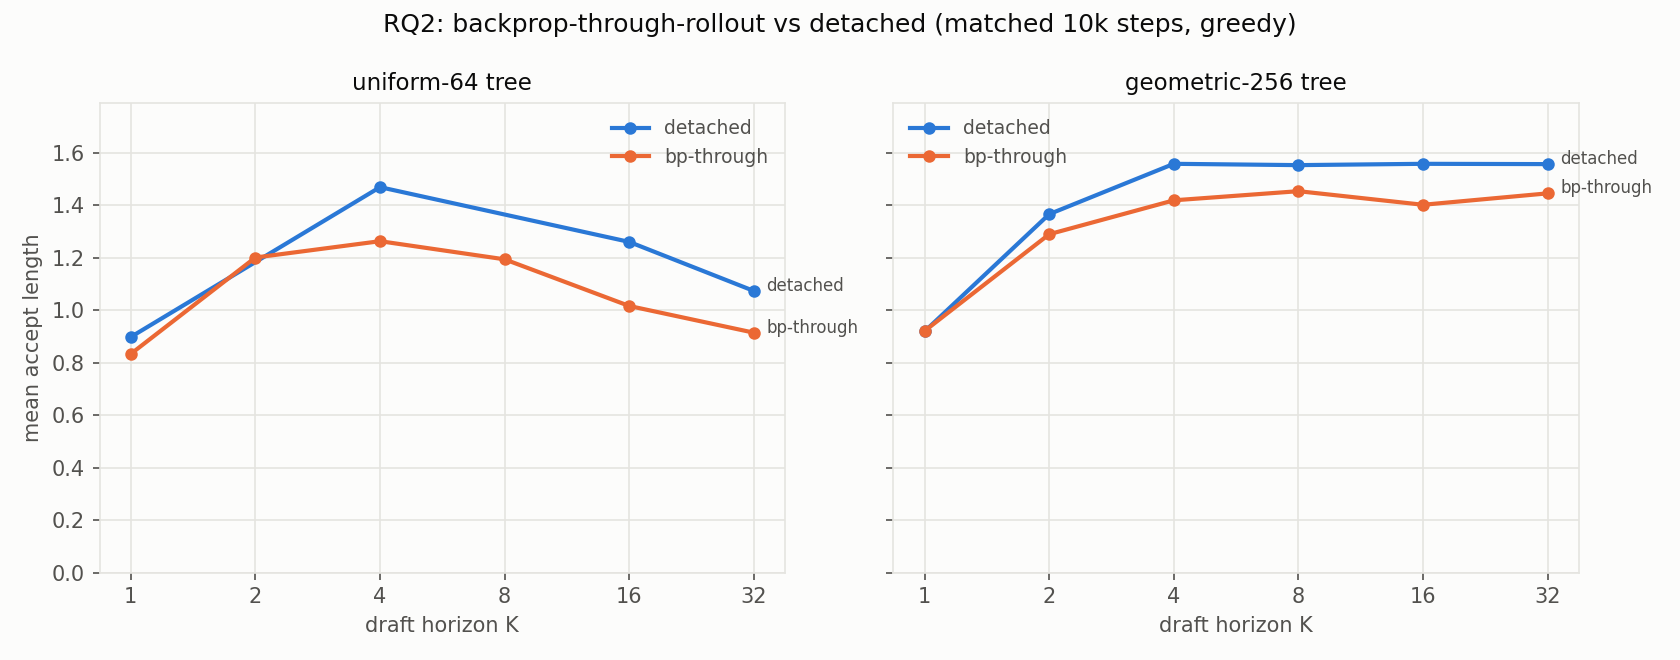 RQ2: backprop-through-rollout vs detached (matched 10k steps, greedy)
uniform-64 tree
detached
bp-through
1.6
1.4
1.2
1.0
0.8
0.6
0.4
0.2
0.0
mean accept length
detached
bp-through
1 2 4 8 16 32
draft horizon K
geometric-256 tree
detached
bp-through
detached
bp-through
1 2 4 8 16 32
draft horizon K